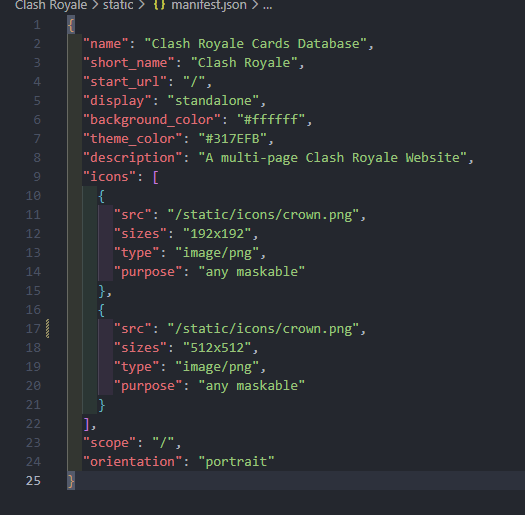 Clash Royale > static > {} manifest.json > ...
1 {
2 "name": "Clash Royale Cards Database",
3 "short_name": "Clash Royale",
4 "start_url": "/",
5 "display": "standalone",
6 "background_color": "#ffffff",
7 "theme_color": "#317EFB",
8 "description": "A multi-page Clash Royale Website",
9 "icons": [
10 {
11 "src": "/static/icons/crown.png",
12 "sizes": "192x192",
13 "type": "image/png",
14 "purpose": "any maskable"
15 },
16 {
17 "src": "/static/icons/crown.png",
18 "sizes": "512x512",
19 "type": "image/png",
20 "purpose": "any maskable"
21 }
22 ],
23 "scope": "/",
24 "orientation": "portrait"
25 }